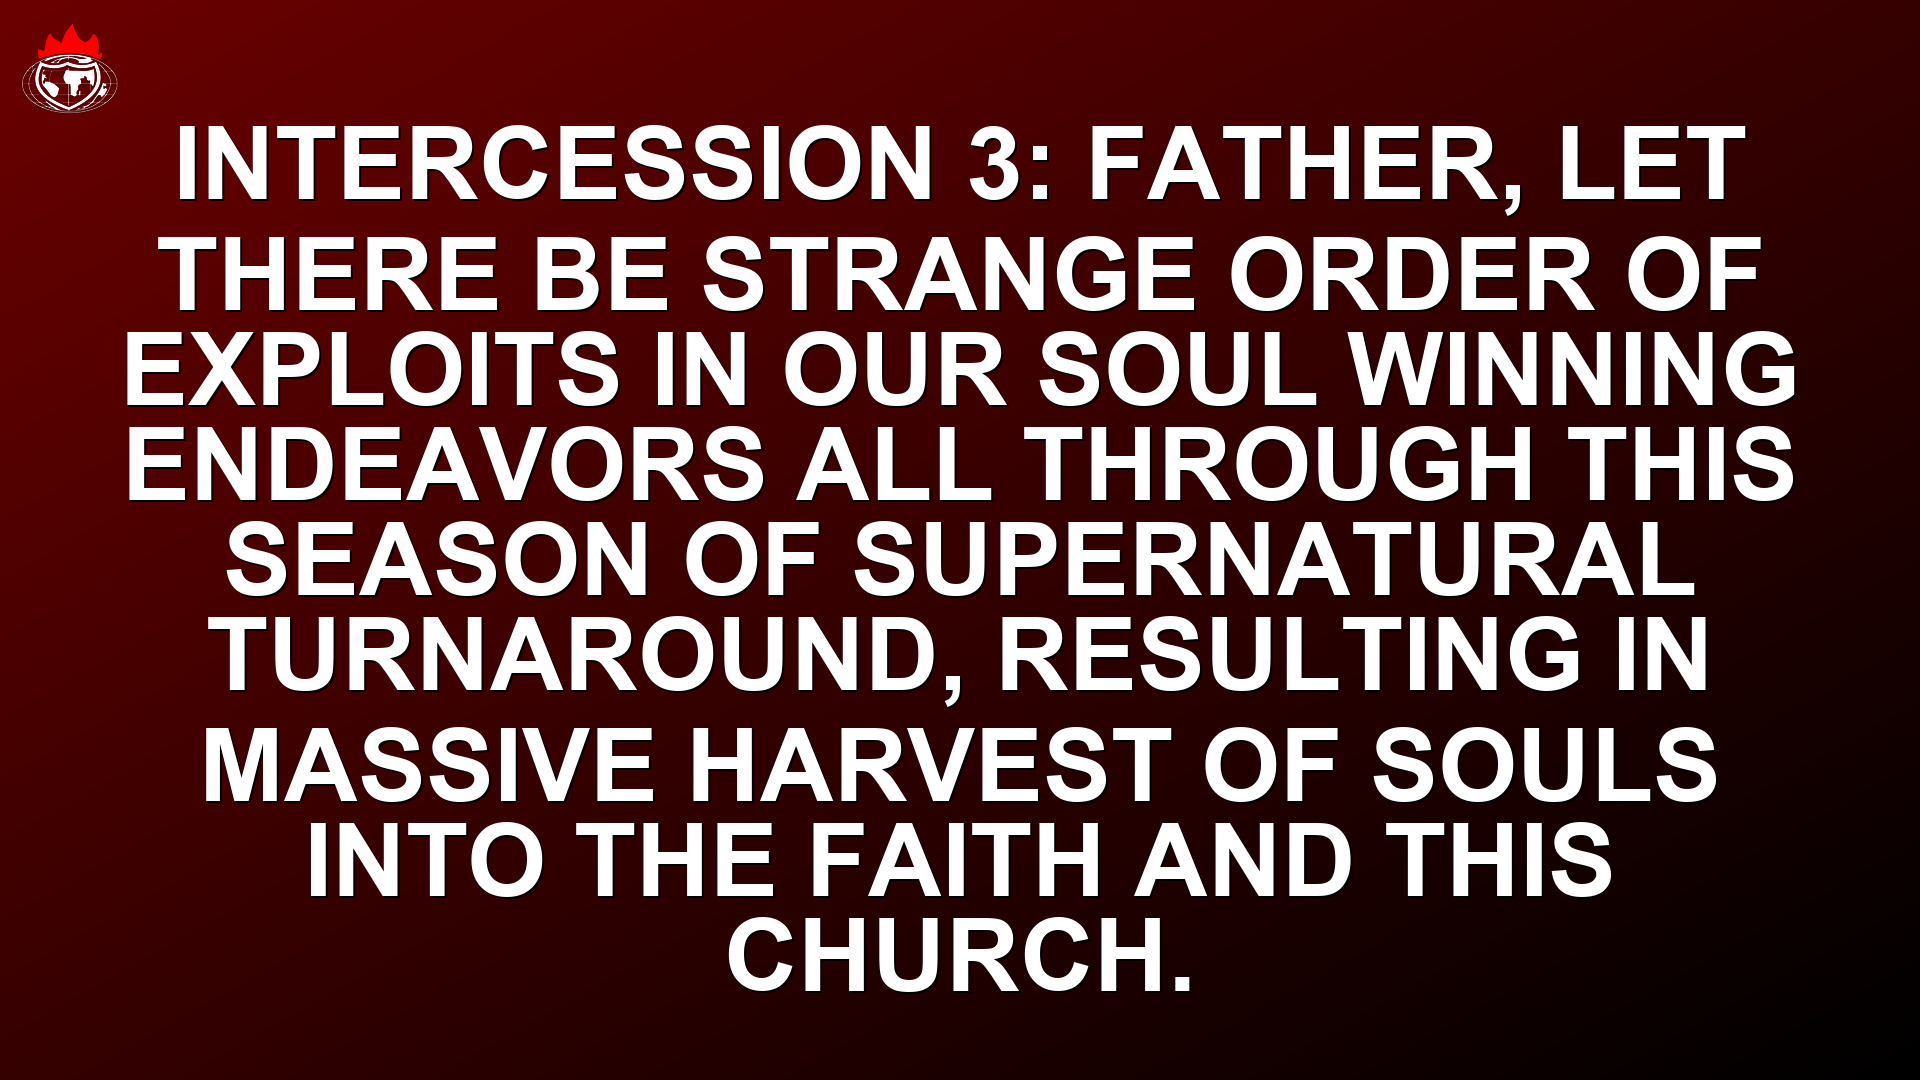 INTERCESSION 3: FATHER, LET
THERE BE STRANGE ORDER OF
EXPLOITS IN OUR SOUL WINNING
ENDEAVORS ALL THROUGH THIS
SEASON OF SUPERNATURAL
TURNAROUND, RESULTING IN
MASSIVE HARVEST OF SOULS
INTO THE FAITH AND THIS
CHURCH.